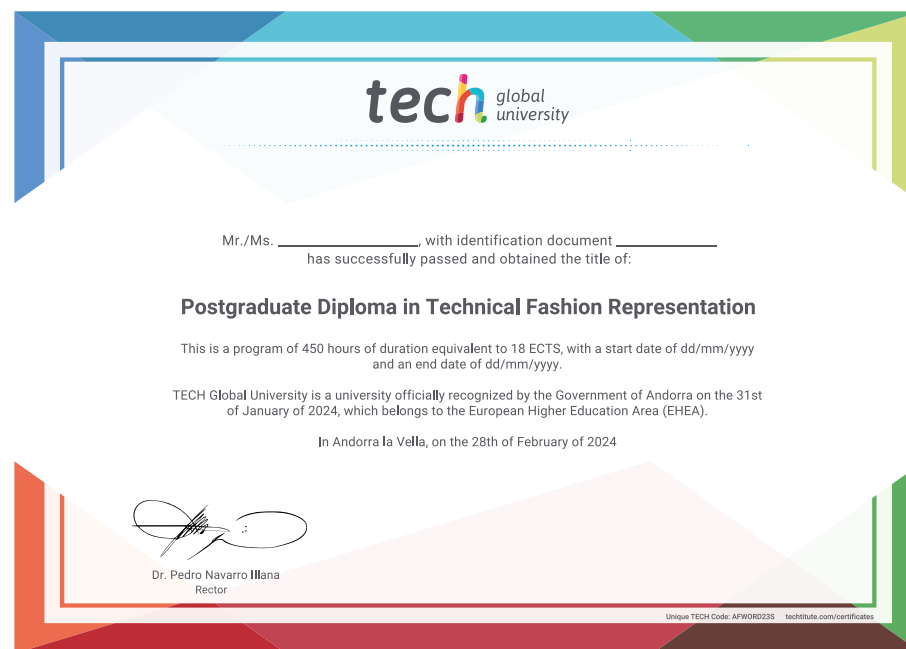 tech global
university
Mr./Ms. ____________, with identification document ____________
has successfully passed and obtained the title of:
Postgraduate Diploma in Technical Fashion Representation
This is a program of 450 hours of duration equivalent to 18 ECTS, with a start date of dd/mm/yyyy
and an end date of dd/mm/yyyy.
TECH Global University is a university officially recognized by the Government of Andorra on the 31st
of January of 2024, which belongs to the European Higher Education Area (EHEA).
In Andorra la Vella, on the 28th of February of 2024
Dr. Pedro Navarro Illana
Rector
Unique TECH Code: AFWORD23S techtitute.com/certificates